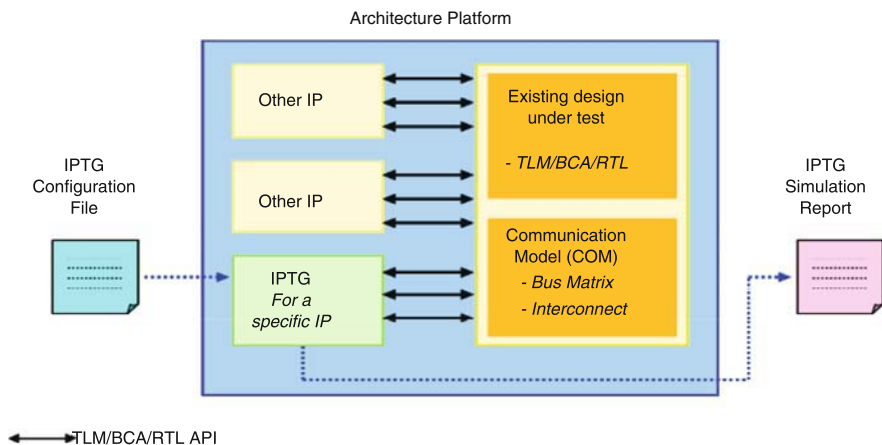 Architecture Platform
Other IP
Existing design
under test
- TLM/BCA/RTL
IPTG
Configuration
File
Other IP
IPTG
Simulation
Report
Communication
Model (COM)
- Bus Matrix
- Interconnect
IPTG
For a
specific IP
TLM/BCA/RTL API